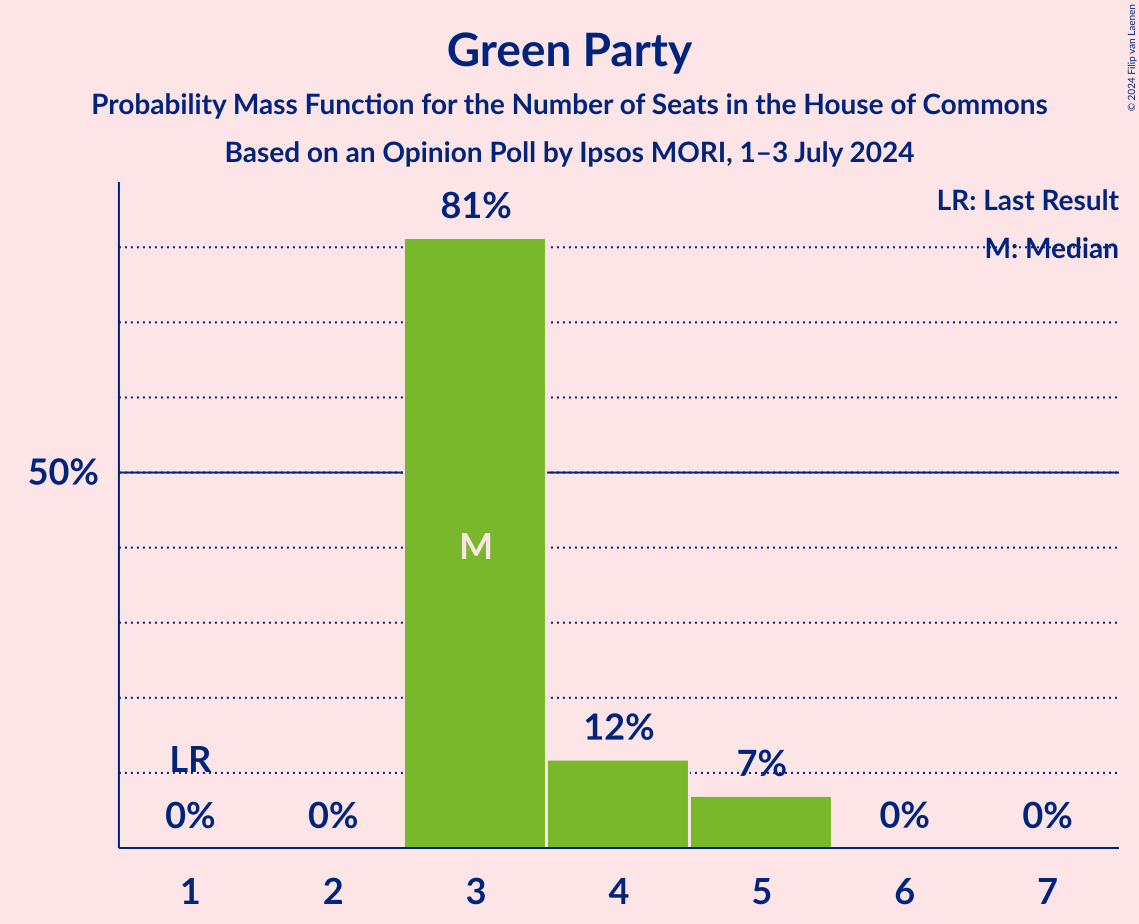 Green Party
Probability Mass Function for the Number of Seats in the House of Commons
Based on an Opinion Poll by Ipsos MORI, 1–3 July 2024
© 2024 Filip van Laenen
LR: Last Result
M: Median
81%
50%
M
12%
LR
7%
0%
0%
0%
0%
1
2
3
4
5
6
7